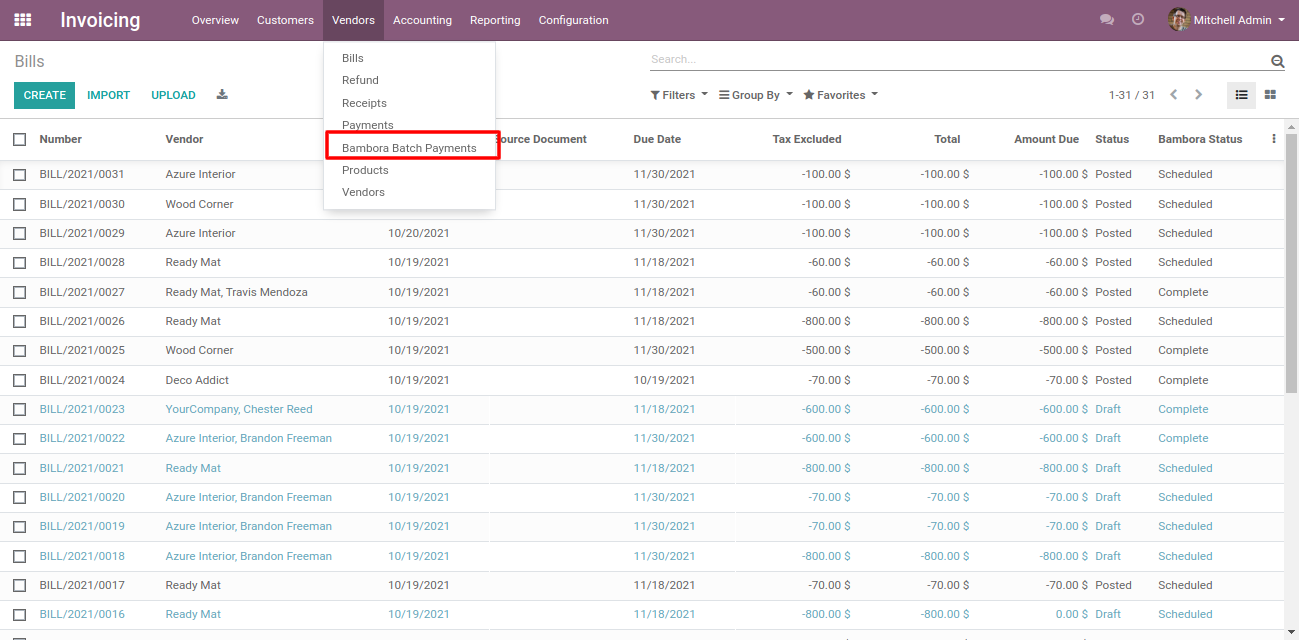 Invoicing Overview Customers Vendors Accounting Reporting Configuration Mitchell Admin
Bills
Search...
CREATE IMPORT UPLOAD
Filters Group By Favorites 1-31 / 31
Bills
Refund
Receipts
Payments
Bambora Batch Payments
Products
Vendors
Number Vendor Document Due Date Tax Excluded Total Amount Due Status Bambora Status
BILL/2021/0031 Azure Interior 11/30/2021 -100.00 $ -100.00 $ -100.00 $ Posted Scheduled
BILL/2021/0030 Wood Corner 11/30/2021 -100.00 $ -100.00 $ -100.00 $ Posted Scheduled
BILL/2021/0029 Azure Interior 10/20/2021 11/30/2021 -100.00 $ -100.00 $ -100.00 $ Posted Scheduled
BILL/2021/0028 Ready Mat 10/19/2021 11/18/2021 -60.00 $ -60.00 $ -60.00 $ Posted Scheduled
BILL/2021/0027 Ready Mat, Travis Mendoza 10/19/2021 11/18/2021 -60.00 $ -60.00 $ -60.00 $ Posted Complete
BILL/2021/0026 Ready Mat 10/19/2021 11/18/2021 -800.00 $ -800.00 $ -800.00 $ Posted Scheduled
BILL/2021/0025 Wood Corner 10/19/2021 11/30/2021 -500.00 $ -500.00 $ -500.00 $ Posted Complete
BILL/2021/0024 Deco Addict 10/19/2021 10/19/2021 -70.00 $ -70.00 $ -70.00 $ Posted Complete
BILL/2021/0023 YourCompany, Chester Reed 10/19/2021 11/18/2021 -600.00 $ -600.00 $ -600.00 $ Draft Complete
BILL/2021/0022 Azure Interior, Brandon Freeman 10/19/2021 11/30/2021 -600.00 $ -600.00 $ -600.00 $ Draft Complete
BILL/2021/0021 Ready Mat 10/19/2021 11/18/2021 -800.00 $ -800.00 $ -800.00 $ Draft Scheduled
BILL/2021/0020 Azure Interior, Brandon Freeman 10/19/2021 11/30/2021 -70.00 $ -70.00 $ -70.00 $ Draft Scheduled
BILL/2021/0019 Azure Interior, Brandon Freeman 10/19/2021 11/30/2021 -70.00 $ -70.00 $ -70.00 $ Draft Scheduled
BILL/2021/0018 Azure Interior, Brandon Freeman 10/19/2021 11/30/2021 -800.00 $ -800.00 $ -800.00 $ Draft Scheduled
BILL/2021/0017 Ready Mat 10/19/2021 11/18/2021 -70.00 $ -70.00 $ -70.00 $ Posted Scheduled
BILL/2021/0016 Ready Mat 10/19/2021 11/18/2021 -800.00 $ -800.00 $ 0.00 $ Draft Scheduled